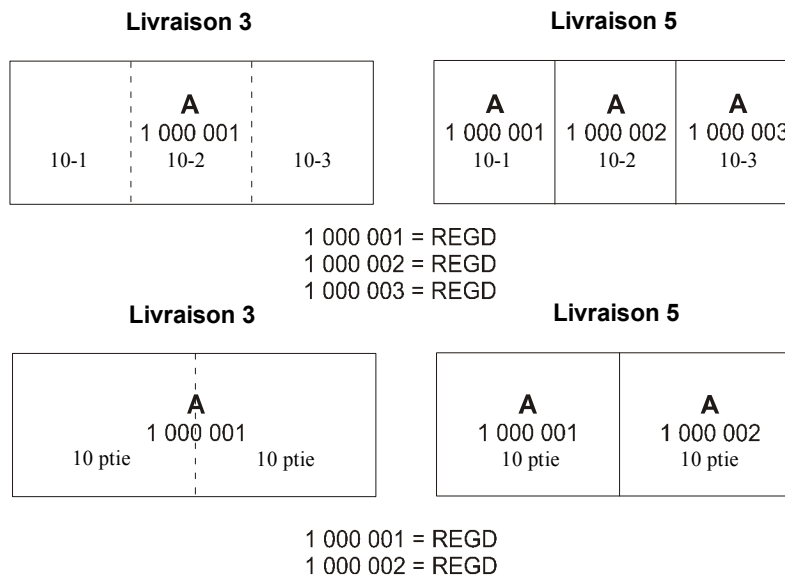 Livraison 3
Livraison 5
A
1 000 001
10-1 10-2 10-3
A A A
1 000 001 1 000 002 1 000 003
10-1 10-2 10-3
1 000 001 = REGD
1 000 002 = REGD
1 000 003 = REGD
Livraison 3
Livraison 5
A
1 000 001
10 ptie 10 ptie
A A
1 000 001 1 000 002
10 ptie 10 ptie
1 000 001 = REGD
1 000 002 = REGD